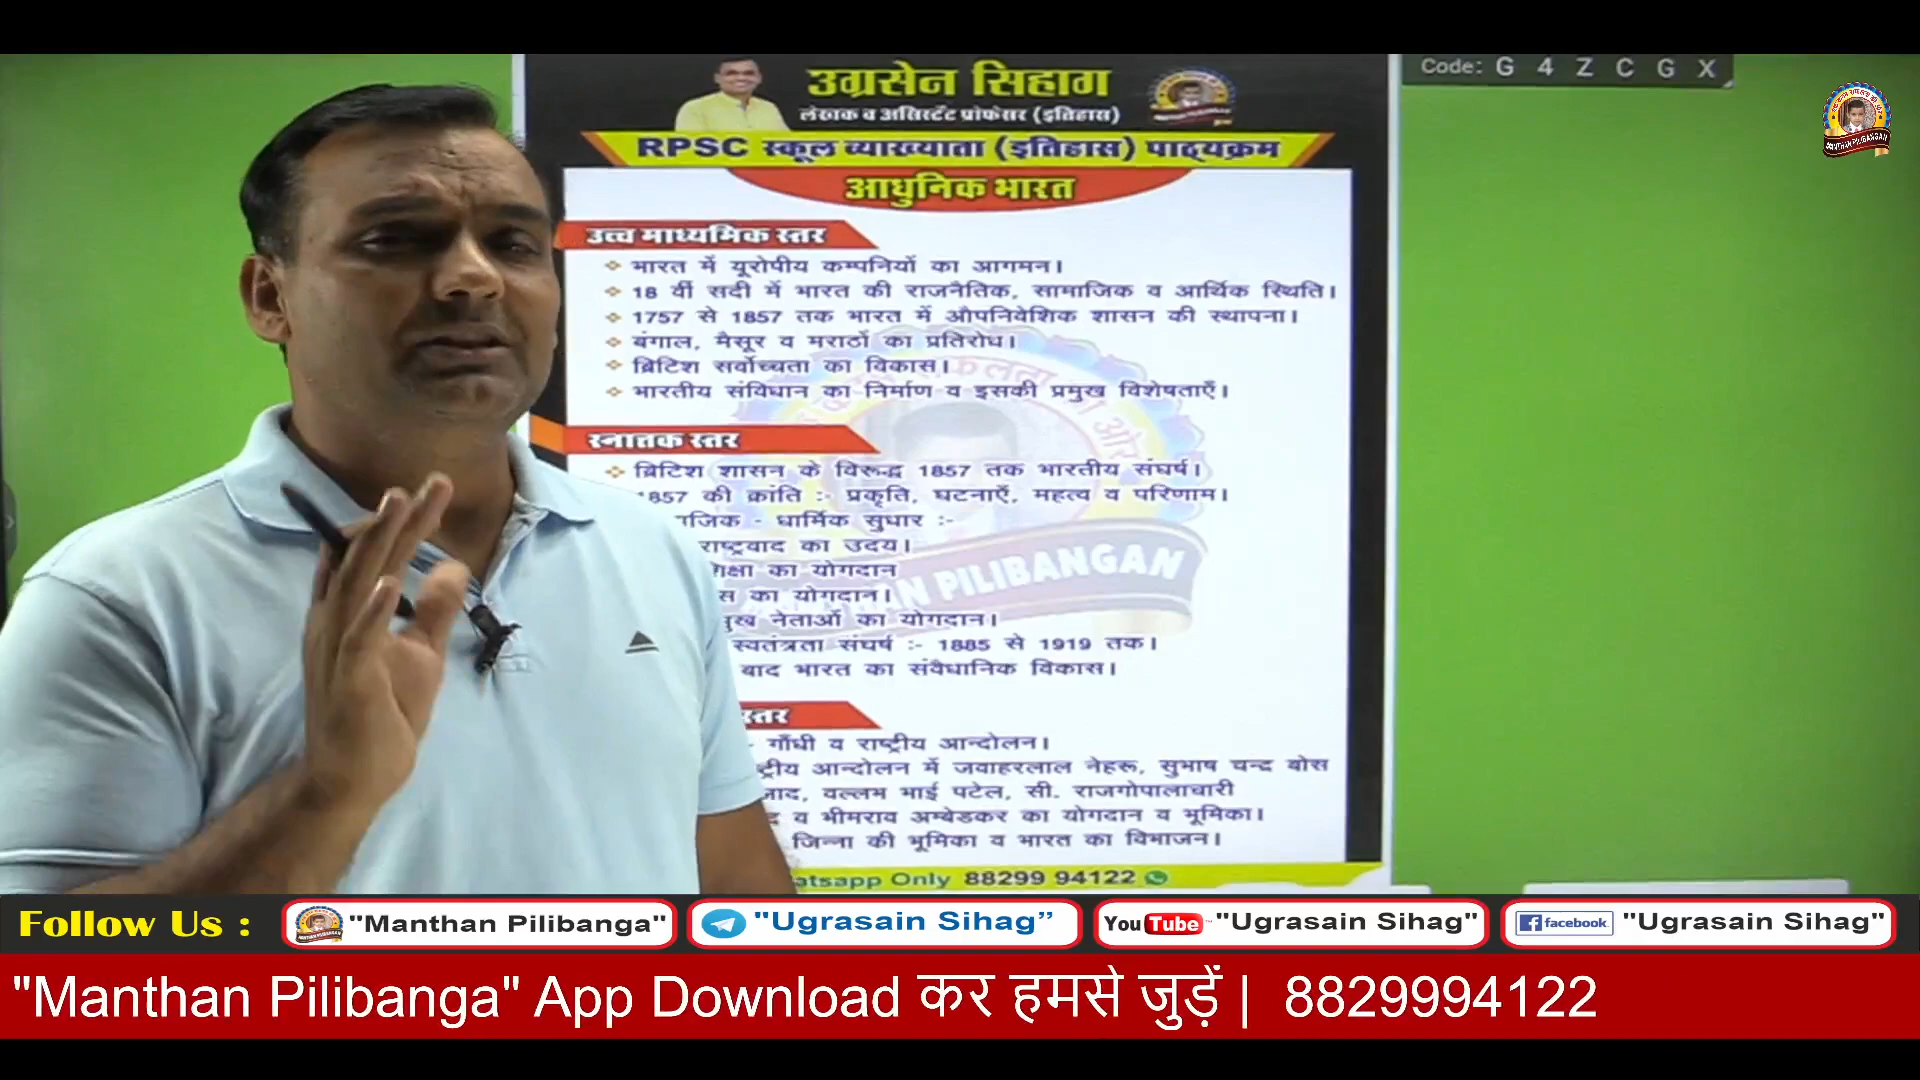 Code: G 4 Z C G X
उग्रसेन सिहाग
लेखक व असिस्टेंट प्रोफेसर (इतिहास)
RPSC स्कूल व्याख्याता (इतिहास) पाठ्यक्रम
आधुनिक भारत
उच्च माध्यमिक स्तर
भारत में यूरोपीय कम्पनियों का आगमन।
18 वीं सदी में भारत की राजनैतिक, सामाजिक व आर्थिक स्थिति।
1757 से 1857 तक भारत में औपनिवेशिक शासन की स्थापना।
बंगाल, मैसूर व मराठों का प्रतिरोध।
ब्रिटिश सर्वोच्चता का विकास।
भारतीय संविधान का निर्माण व इसकी प्रमुख विशेषताएँ।
स्नातक स्तर
ब्रिटिश शासन के विरूद्ध 1857 तक भारतीय संघर्ष।
1857 की क्रांति :- प्रकृति, घटनाएँ, महत्व व परिणाम।
धार्मिक सुधार :-
राष्ट्रवाद का उदय।
का योगदान
का योगदान।
नेताओं का योगदान।
स्वतंत्रता संघर्ष :- 1885 से 1919 तक।
बाद भारत का संवैधानिक विकास।
स्तर
- गाँधी व राष्ट्रीय आन्दोलन।
आन्दोलन में जवाहरलाल नेहरू, सुभाष चन्द्र बोस
वल्लभ भाई पटेल, सी. राजगोपालाचारी
व भीमराव अम्बेडकर का योगदान व भूमिका।
जिन्ना की भूमिका व भारत का विभाजन।
Only 88299 94122
MANTHAN PILIBANGAN
Follow Us : "Manthan Pilibanga" "Ugrasain Sihag” YouTube "Ugrasain Sihag" facebook "Ugrasain Sihag"
"Manthan Pilibanga" App Download कर हमसे जुड़ें | 8829994122